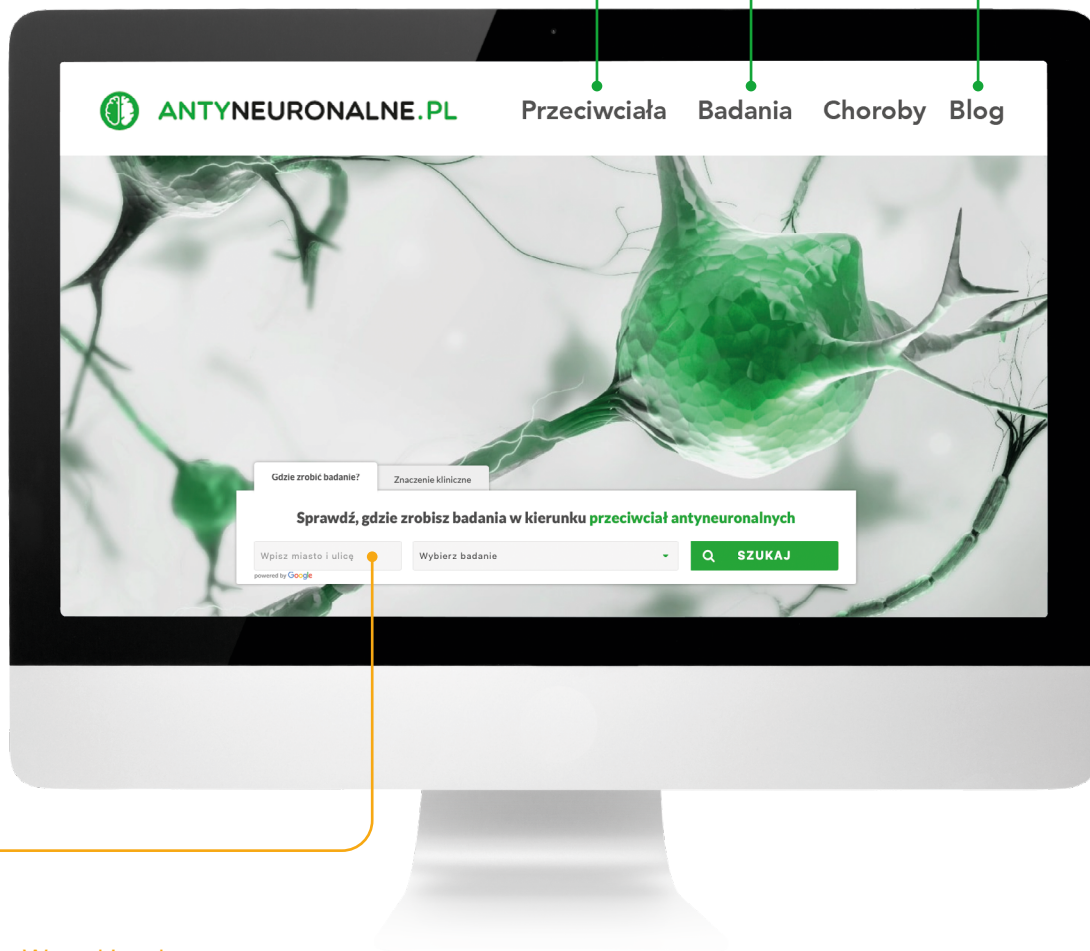 ANTYNEURONALNE.PL
Przeciwciała Badania Choroby Blog
Gdzie zrobić badanie? Znaczenie kliniczne
Sprawdź, gdzie zrobisz badania w kierunku przeciwciał antyneuronalnych
Wpisz miasto i ulicę Wybierz badanie SZUKAJ
powered by Google